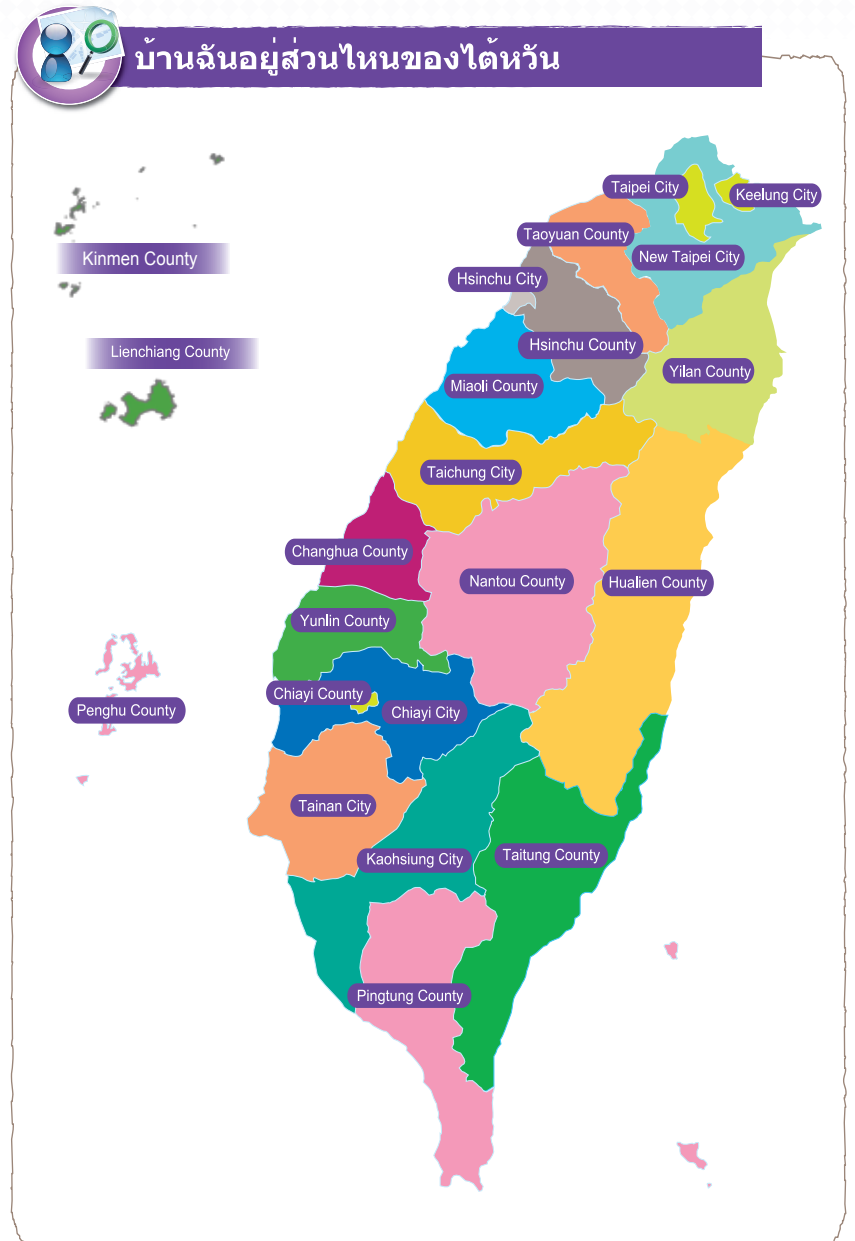 บ้านฉันอยู่ส่วนไหนของไต้หวัน
Taipei City
Keelung City
Taoyuan County
New Taipei City
Kinmen County
Hsinchu City
Hsinchu County
Lienchiang County
Yilan County
Miaoli County
Taichung City
Changhua County
Nantou County
Hualien County
Yunlin County
Chiayi County
Penghu County
Chiayi City
Tainan City
Kaohsiung City
Taitung County
Pingtung County